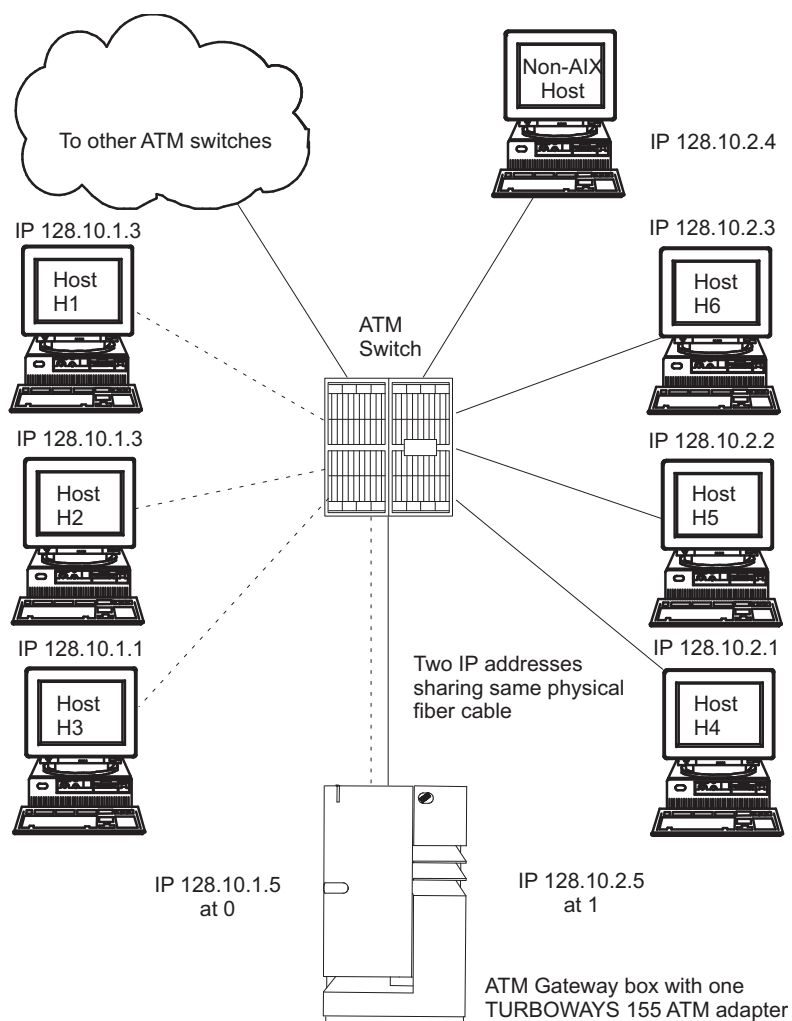 Non-AIX
Host
To other ATM switches
IP 128.10.2.4
IP 128.10.1.3
IP 128.10.2.3
Host
H1
Host
H6
ATM
Switch
IP 128.10.1.3
IP 128.10.2.2
Host
H2
Host
H5
IP 128.10.1.1
IP 128.10.2.1
Two IP addresses
sharing same physical
fiber cable
Host
H3
Host
H4
IP 128.10.1.5
at 0
IP 128.10.2.5
at 1
ATM Gateway box with one
TURBOWAYS 155 ATM adapter